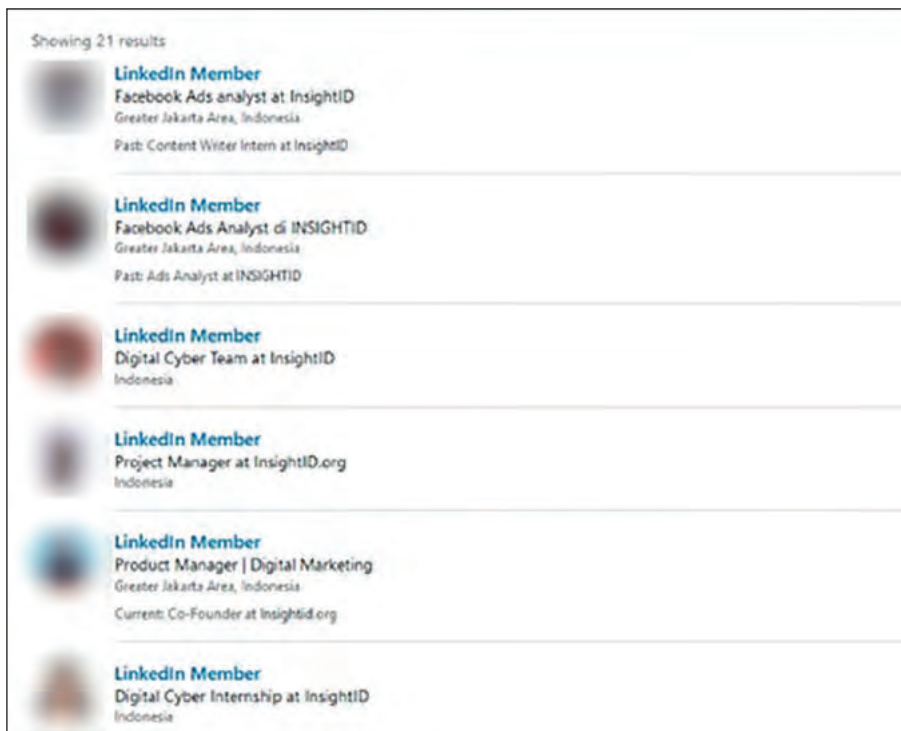 Showing 21 results
LinkedIn Member
Facebook Ads analyst at InsightID
Greater Jakarta Area, Indonesia
Past: Content Writer Intern at InsightID
LinkedIn Member
Facebook Ads Analyst di INSIGHTID
Greater Jakarta Area, Indonesia
Past: Ads Analyst at INSIGHTID
LinkedIn Member
Digital Cyber Team at InsightID
Indonesia
LinkedIn Member
Project Manager at InsightID.org
Indonesia
LinkedIn Member
Product Manager | Digital Marketing
Greater Jakarta Area, Indonesia
Current: Co-Founder at Insightid.org
LinkedIn Member
Digital Cyber Internship at InsightID
Indonesia